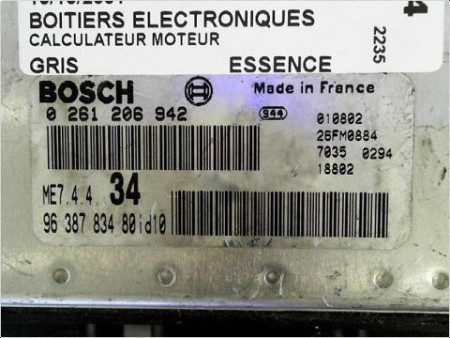 BOITIERS ELECTRONIQUES
CALCULATEUR MOTEUR
GRIS ESSENCE
4
2235
BOSCH Made in France
0 261 206 942
944
010802
26FM0884
7035 0294
18802
ME7.4.4 34
96 387 834 80id10